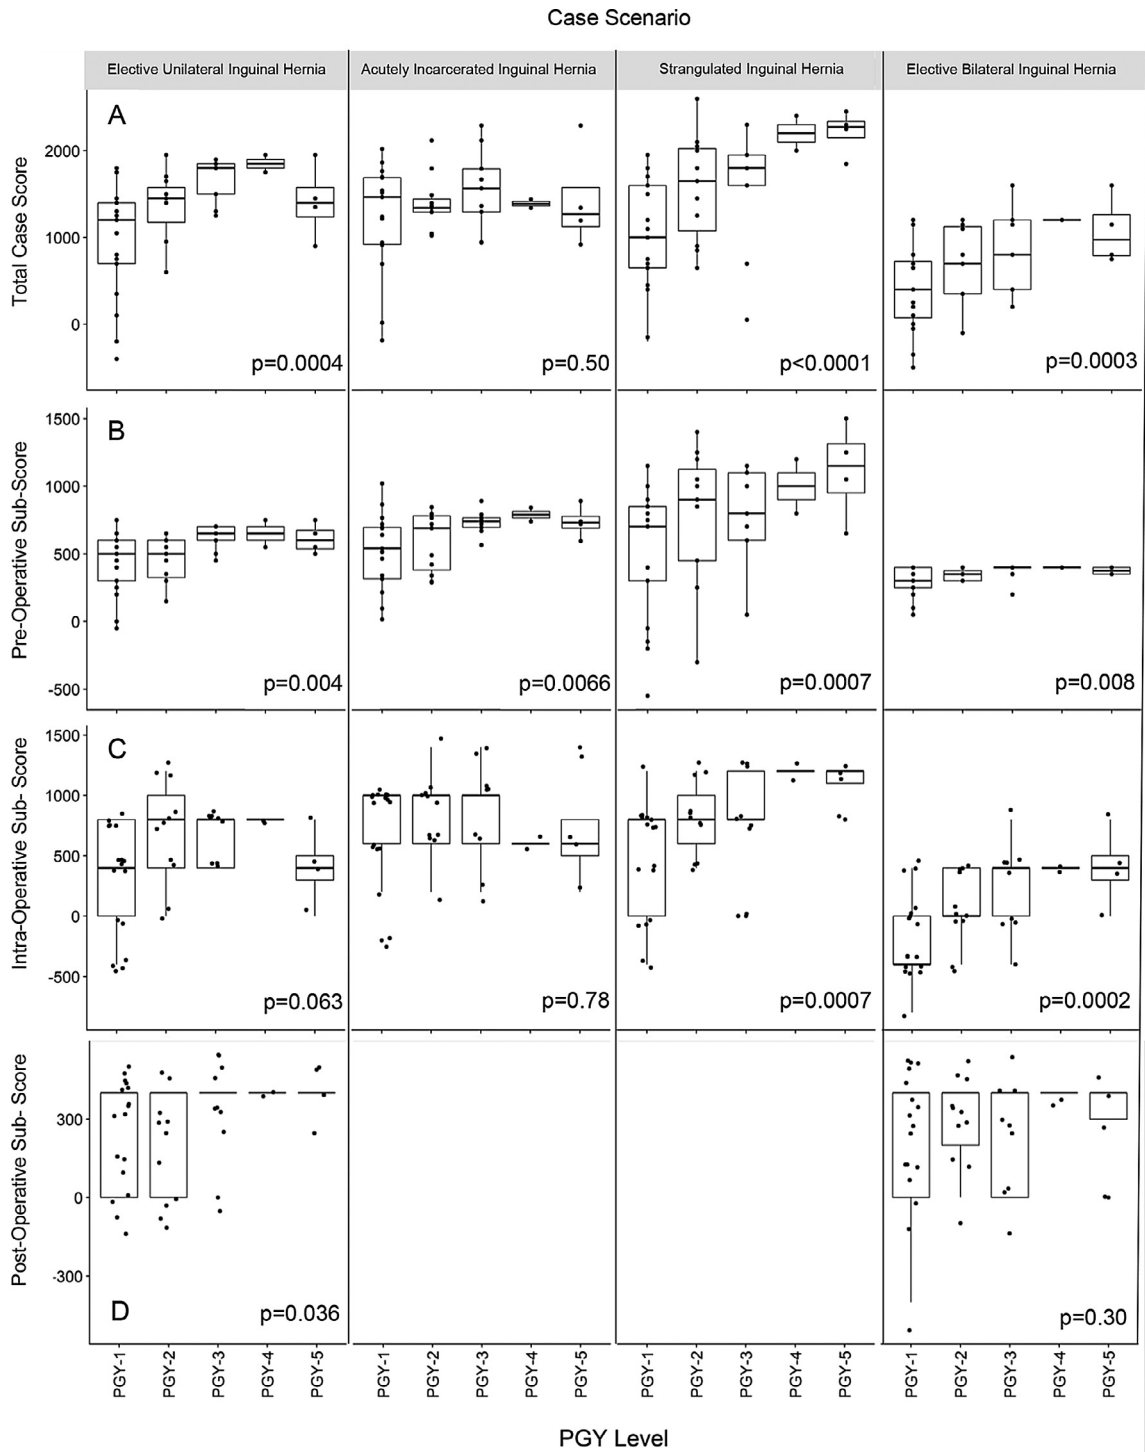 Case Scenario
Elective Unilateral Inguinal Hernia
Acutely Incarcerated Inguinal Hernia
Strangulated Inguinal Hernia
Elective Bilateral Inguinal Hernia
A
Total Case Score
2000
1000
0
p=0.0004
p=0.50
p<0.0001
p=0.0003
B
Pre-Operative Sub-Score
1500
1000
500
0
-500
p=0.004
p=0.0066
p=0.0007
p=0.008
C
Intra-Operative Sub- Score
1500
1000
500
0
-500
p=0.063
p=0.78
p=0.0007
p=0.0002
Post-Operative Sub- Score
300
0
-300
D
p=0.036
p=0.30
PGY-1
PGY-2
PGY-3
PGY-4
PGY-5
PGY-1
PGY-2
PGY-3
PGY-4
PGY-5
PGY-1
PGY-2
PGY-3
PGY-4
PGY-5
PGY-1
PGY-2
PGY-3
PGY-4
PGY-5
PGY Level